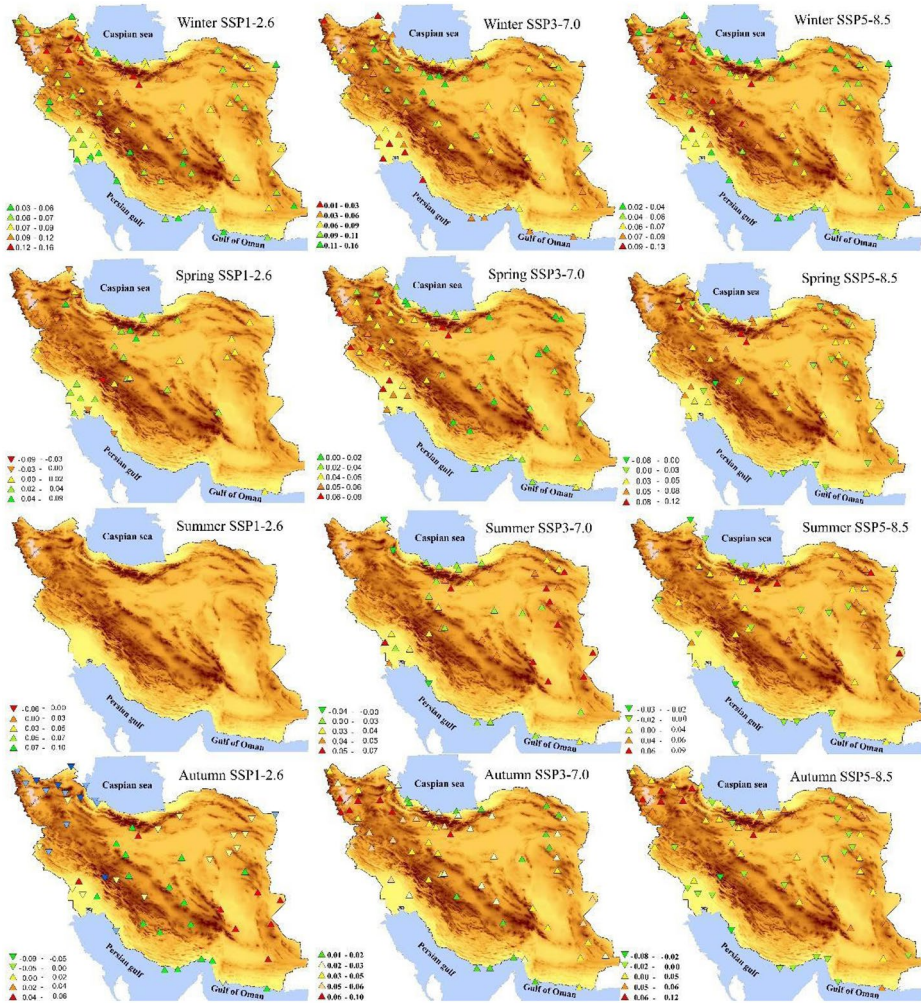 Winter SSP1-2.6
Caspian sea
Persian gulf
Gulf of Oman
0.03 - 0.06
0.06 - 0.07
0.07 - 0.09
0.09 - 0.12
0.12 - 0.16
Winter SSP3-7.0
Caspian sea
Persian gulf
Gulf of Oman
0.01 - 0.03
0.03 - 0.06
0.06 - 0.09
0.09 - 0.11
0.11 - 0.16
Winter SSP5-8.5
Caspian sea
Persian gulf
Gulf of Oman
0.02 - 0.04
0.04 - 0.06
0.06 - 0.07
0.07 - 0.09
0.09 - 0.13
Spring SSP1-2.6
Caspian sea
Persian gulf
Gulf of Oman
-0.09 - -0.03
-0.03 - 0.00
0.00 - 0.02
0.02 - 0.04
0.04 - 0.09
Spring SSP3-7.0
Caspian sea
Persian gulf
Gulf of Oman
0.00 - 0.02
0.02 - 0.04
0.04 - 0.05
0.05 - 0.06
0.06 - 0.08
Spring SSP5-8.5
Caspian sea
Persian gulf
Gulf of Oman
-0.08 - 0.00
0.00 - 0.03
0.03 - 0.05
0.05 - 0.08
0.08 - 0.12
Summer SSP1-2.6
Caspian sea
Persian gulf
Gulf of Oman
-0.06 - 0.00
0.00 - 0.03
0.03 - 0.05
0.05 - 0.07
0.07 - 0.10
Summer SSP3-7.0
Caspian sea
Persian gulf
Gulf of Oman
-0.04 - -0.00
0.00 - 0.03
0.03 - 0.04
0.04 - 0.05
0.05 - 0.07
Summer SSP5-8.5
Caspian sea
Persian gulf
Gulf of Oman
-0.03 - -0.02
-0.02 - 0.00
0.00 - 0.04
0.04 - 0.06
0.06 - 0.09
Autumn SSP1-2.6
Caspian sea
Persian gulf
Gulf of Oman
-0.09 - -0.05
-0.05 - 0.00
0.00 - 0.02
0.02 - 0.04
0.04 - 0.06
Autumn SSP3-7.0
Caspian sea
Persian gulf
Gulf of Oman
0.01 - 0.02
0.02 - 0.03
0.03 - 0.05
0.05 - 0.06
0.06 - 0.10
Autumn SSP5-8.5
Caspian sea
Persian gulf
Gulf of Oman
-0.08 - -0.02
-0.02 - 0.00
0.00 - 0.05
0.05 - 0.06
0.06 - 0.12